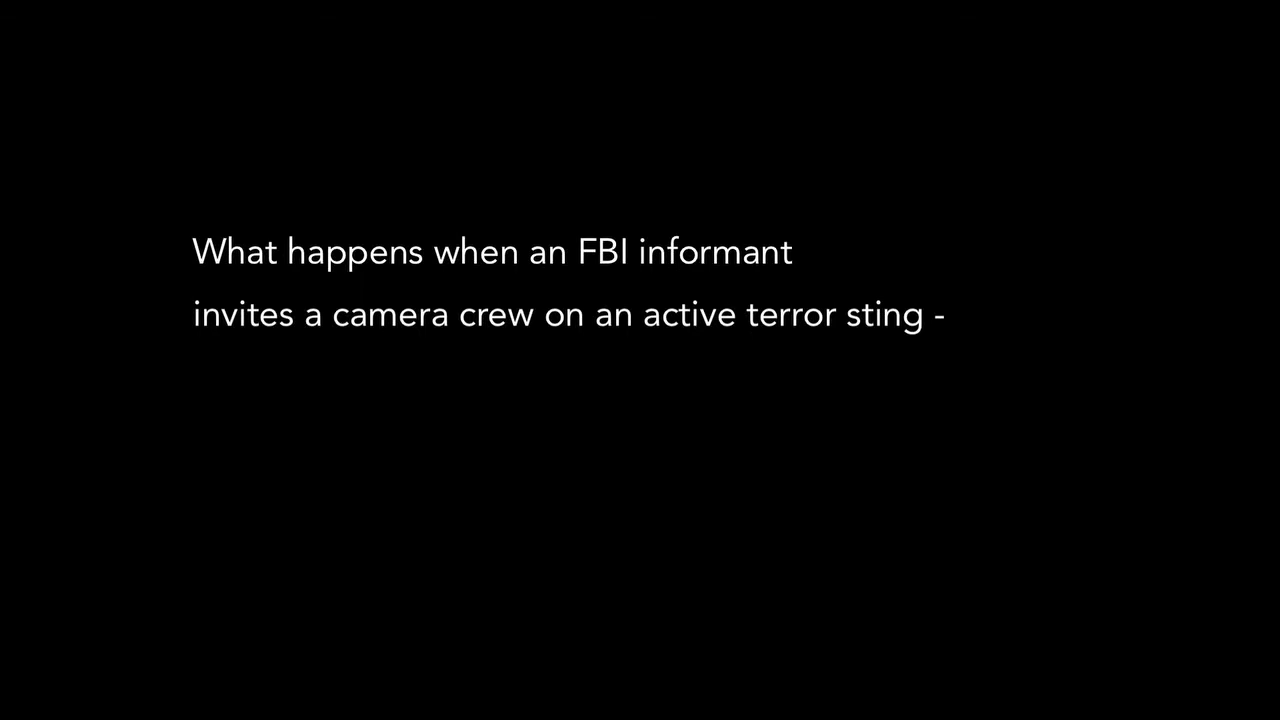 What happens when an FBI informant
invites a camera crew on an active terror sting -